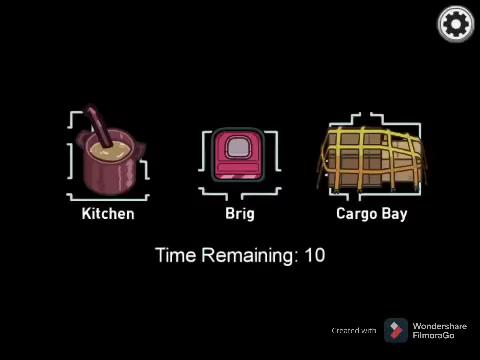 Kitchen Brig Cargo Bay
Time Remaining: 10
Created with Wondershare
FilmoraGo